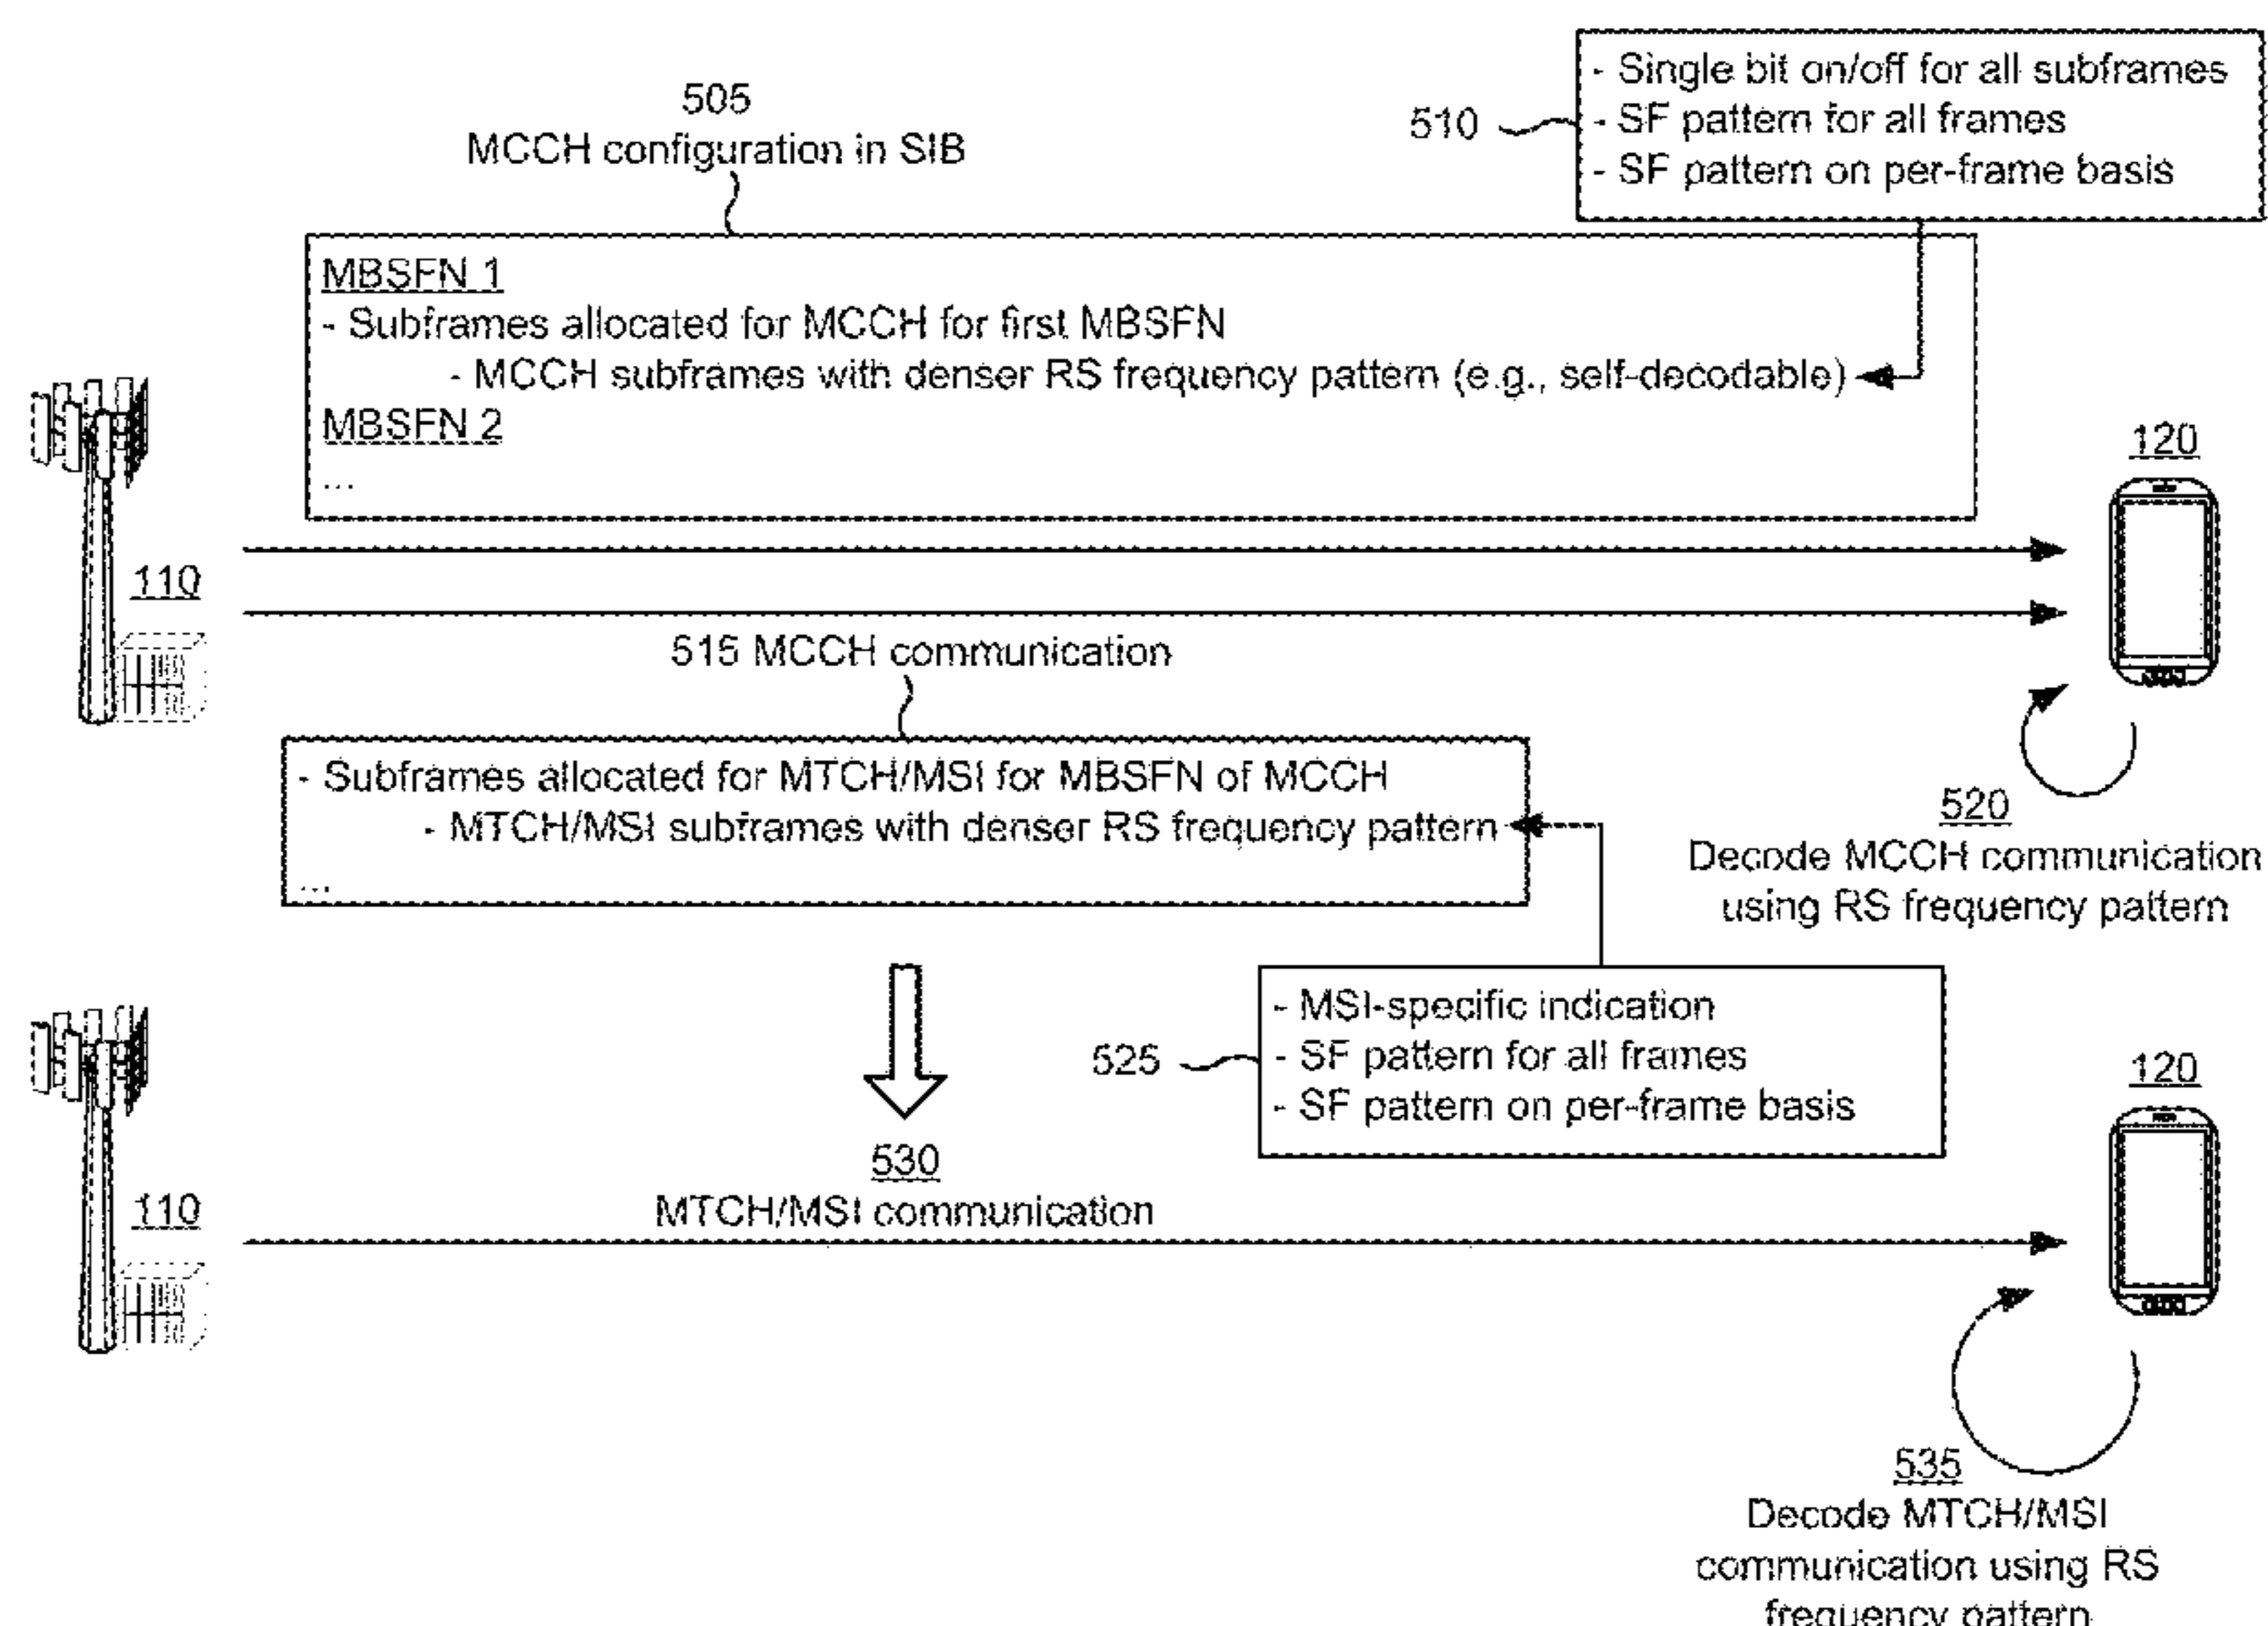 - Single bit on/off for all subframes
510
- SF pattern for all frames
- SF pattern on per-frame basis
505
MCCH configuration in SIB
MBSFN 1
- Subframes allocated for MCCH for first MBSFN
- MCCH subframes with denser RS frequency pattern (e.g., self-decodable)
MBSFN 2
...
120
110
515 MCCH communication
- Subframes allocated for MTCH/MSI for MBSFN of MCCH
- MTCH/MSI subframes with denser RS frequency pattern
...
520
Decode MCCH communication
using RS frequency pattern
525
- MSI-specific indication
- SF pattern for all frames
- SF pattern on per-frame basis
530
MTCH/MSI communication
110
120
535
Decode MTCH/MSI
communication using RS
frequency pattern